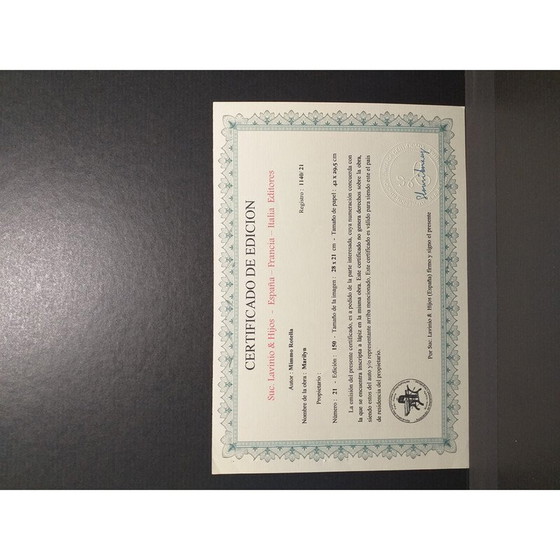 CERTIFICADO DE EDICION
Suc. Lavinio & Hijos - España - Francia - Italia Editores
Registro : 1140/ 21
Autor : Mimmo Rotella
Nombre de la obra : Marilyn
Propietario :
Número : 21 - Edición : 150 - Tamaño de la imagen : 28 x 21 cm - Tamaño de papel : 42 x 29,5 cm
La emisión del presente certificado, es a pedido de la parte interesada, cuya numeración concuerda con
la que se encuentra inscripta a lápiz en la misma obra. Este certificado no genera derechos sobre la obra,
siendo estos del autor y/o representante arriba mencionado. Este certificado es válido para siendo este el país
de residencia del propietario.
Por Suc. Lavinio & Hijos (España) firmo y signo el presente